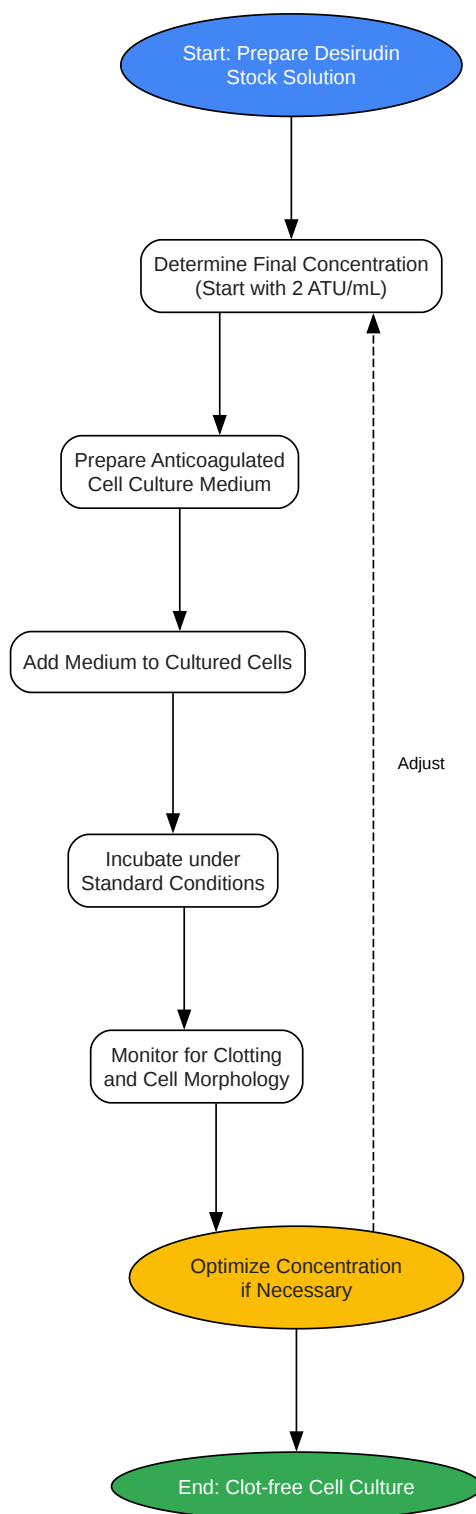 Start: Prepare Desirudin
Stock Solution
Determine Final Concentration
(Start with 2 ATU/mL)
Prepare Anticoagulated
Cell Culture Medium
Add Medium to Cultured Cells
Adjust
Incubate under
Standard Conditions
Monitor for Clotting
and Cell Morphology
Optimize Concentration
if Necessary
End: Clot-free Cell Culture